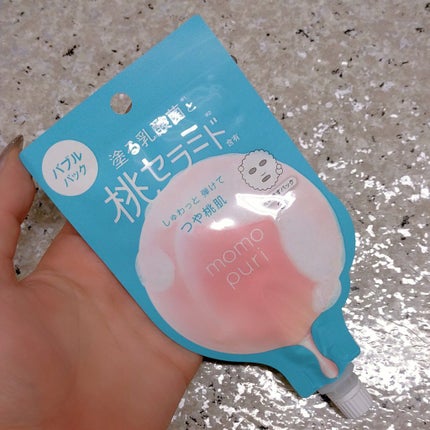 バブル
パック
塗る乳酸菌と
桃セラミド
含有
しゅわっと 弾けて
つや桃肌
momo
puri